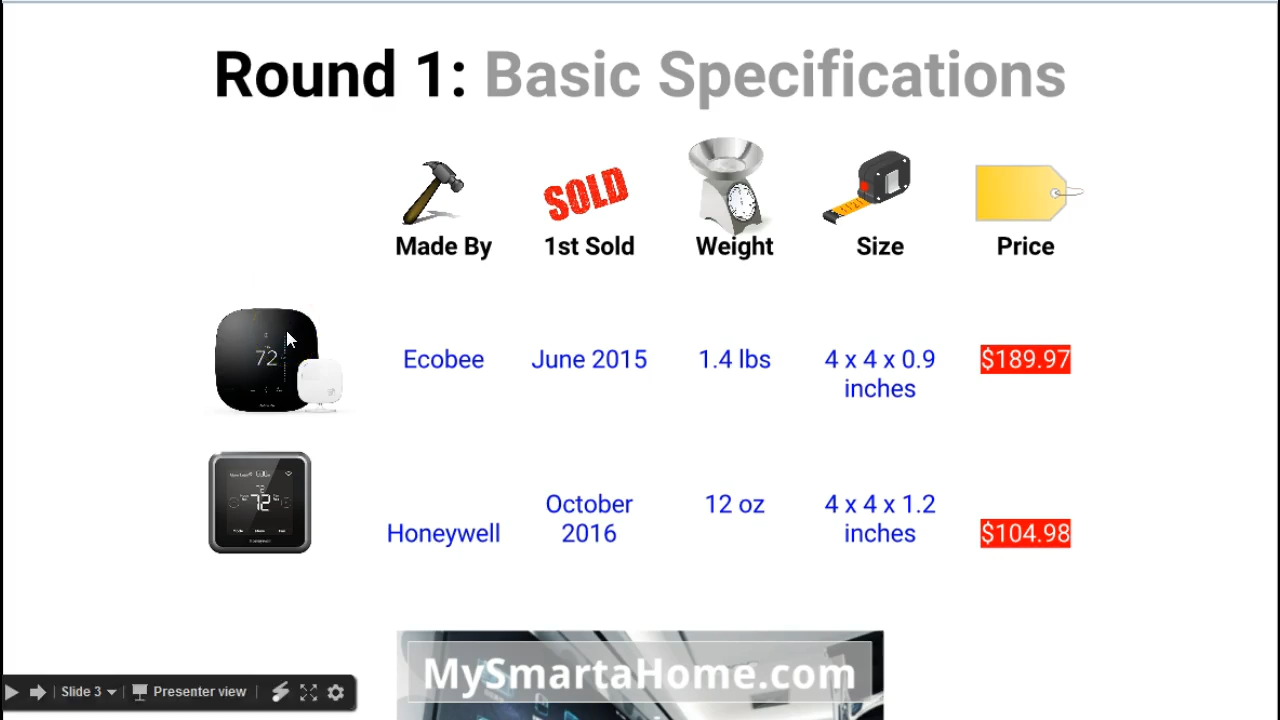 Round 1: Basic Specifications
SOLD
Made By
1st Sold
Weight
Size
Price
72
Ecobee
June 2015
1.4 lbs
4 x 4 x 0.9
inches
$189.97
72
Honeywell
October
2016
12 oz
4 x 4 x 1.2
inches
$104.98
MySmartaHome.com
Slide 3
Presenter view